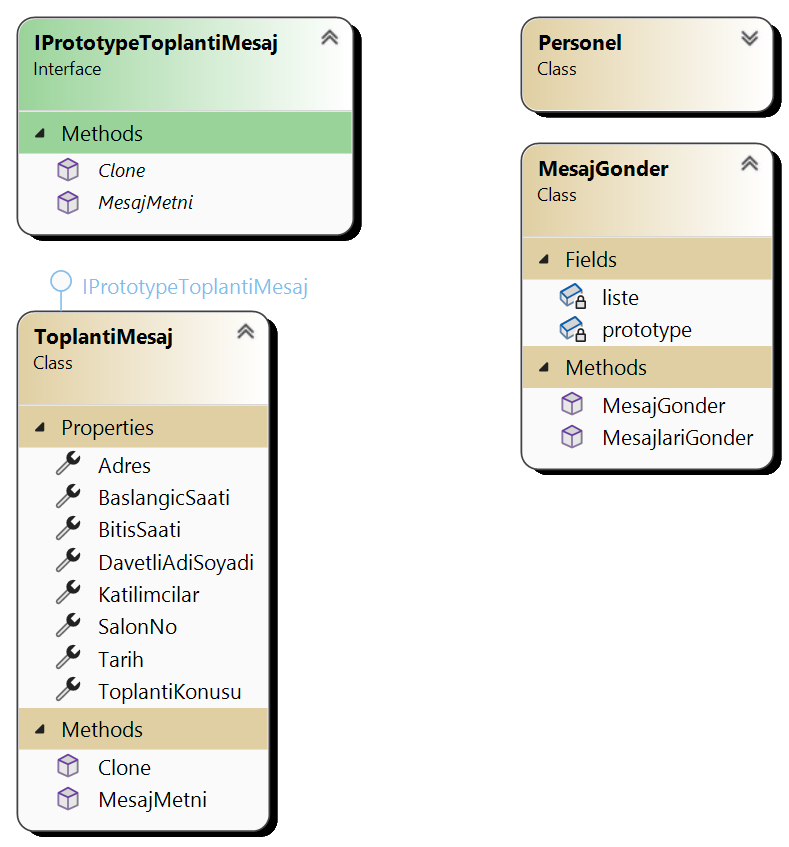 IPrototypeToplantiMesaj
Interface
Methods
Clone
MesajMetni
IPrototypeToplantiMesaj
ToplantiMesaj
Class
Properties
Adres
BaslangicSaati
BitisSaati
DavetliAdiSoyadi
Katilimcilar
SalonNo
Tarih
ToplantiKonusu
Methods
Clone
MesajMetni
Personel
Class
MesajGonder
Class
Fields
liste
prototype
Methods
MesajGonder
MesajlariGonder